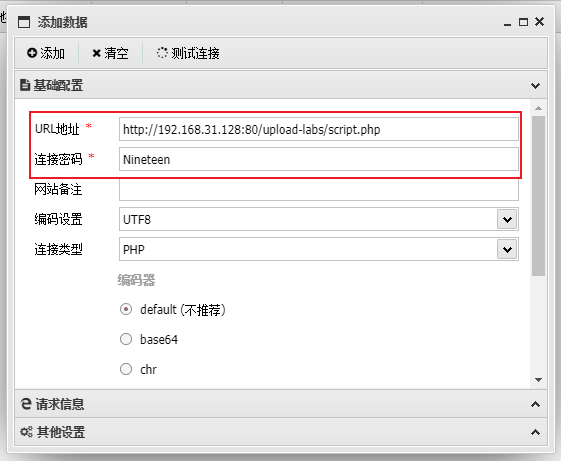 添加数据
添加
清空
测试连接
基础配置
URL地址 *
http://192.168.31.128:80/upload-labs/script.php
连接密码 *
Nineteen
网站备注
编码设置
UTF8
连接类型
PHP
编码器
default (不推荐)
base64
chr
请求信息
其他设置